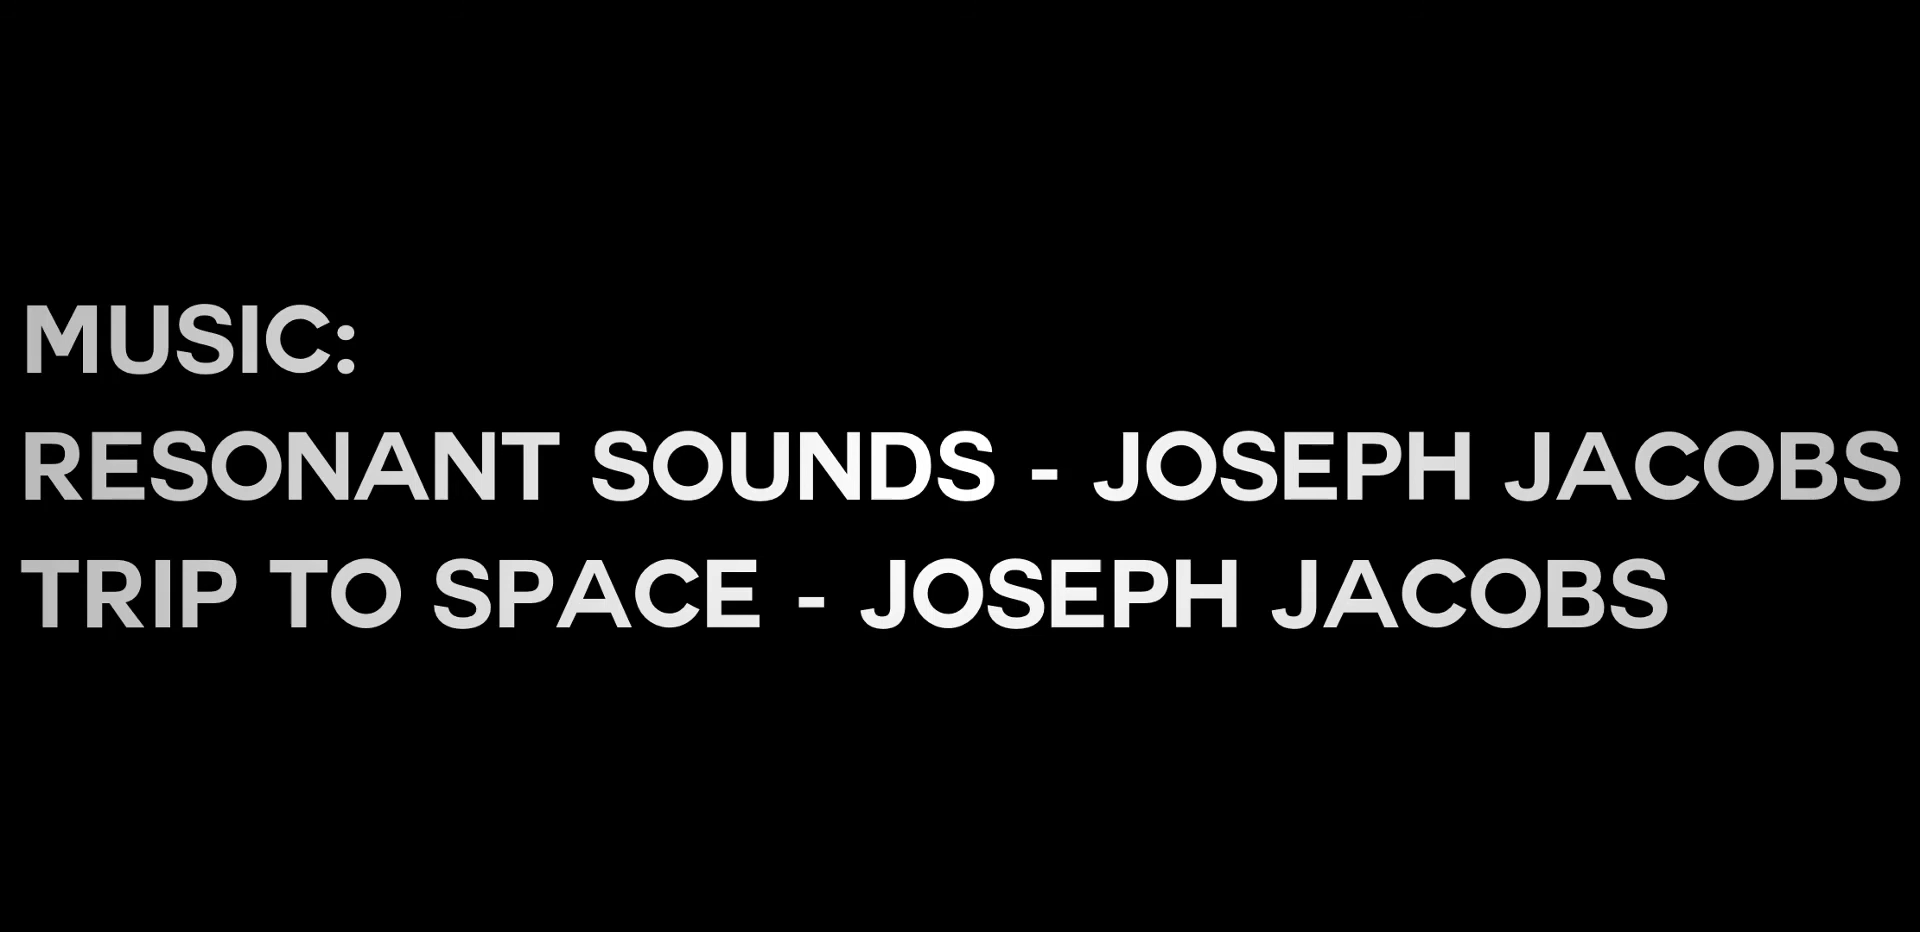 MUSIC:
RESONANT SOUNDS - JOSEPH JACOBS
TRIP TO SPACE - JOSEPH JACOBS